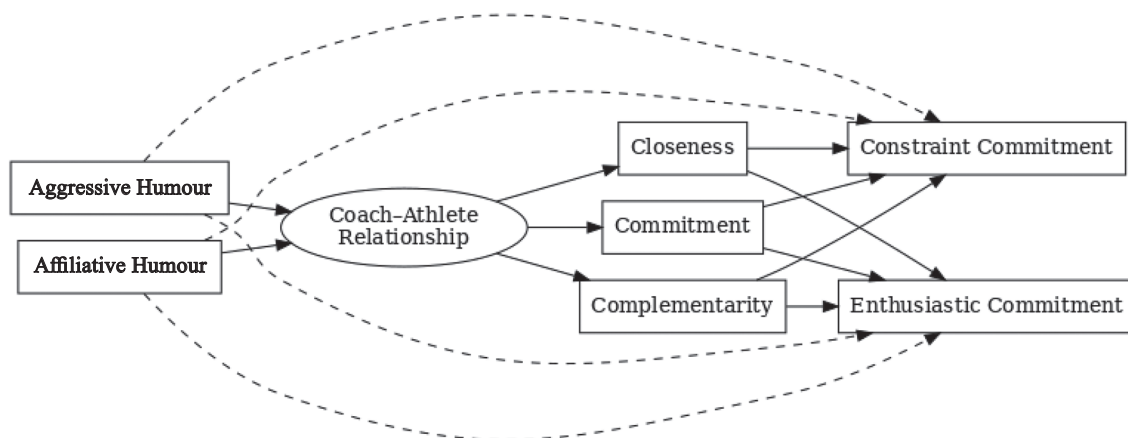 Aggressive Humour
Affiliative Humour
Coach–Athlete
Relationship
Closeness
Commitment
Complementarity
Constraint Commitment
Enthusiastic Commitment